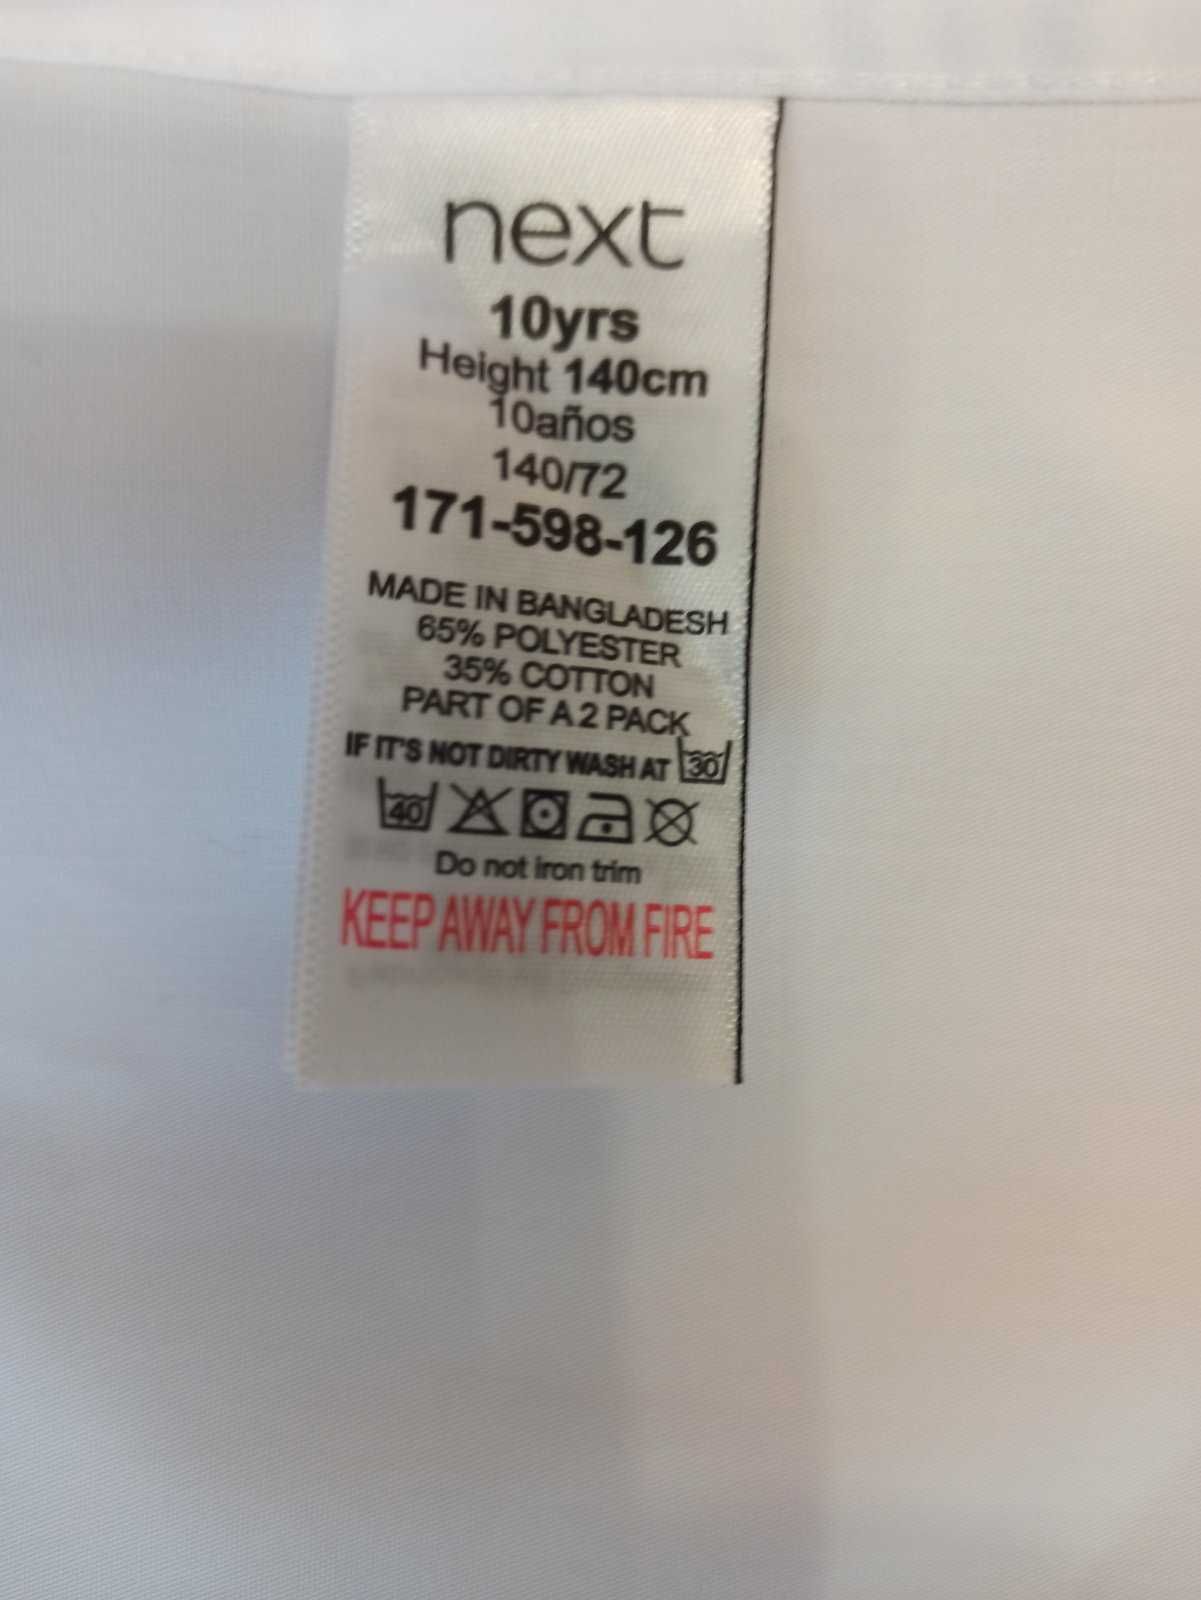 next
10yrs
Height 140cm
10años
140/72
171-598-126
MADE IN BANGLADESH
65% POLYESTER
35% COTTON
PART OF A 2 PACK
IF IT'S NOT DIRTY WASH AT 30
40
Do not iron trim
KEEP AWAY FROM FIRE